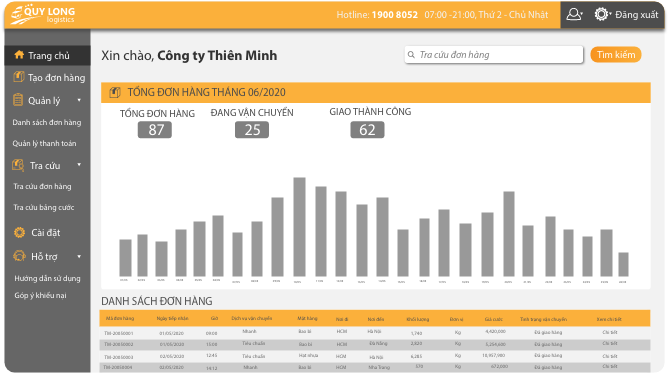 QUY LONG
logistics
Hotline: 1900 8052 07:00 -21:00, Thứ 2 - Chủ Nhật
Đăng xuất
Trang chủ
Tạo đơn hàng
Quản lý
Danh sách đơn hàng
Quản lý thanh toán
Tra cứu
Tra cứu đơn hàng
Tra cứu bảng cước
Cài đặt
Hỗ trợ
Hướng dẫn sử dụng
Góp ý khiếu nại
Xin chào, Công ty Thiên Minh
Tra cứu đơn hàng
Tìm kiếm
TỔNG ĐƠN HÀNG THÁNG 06/2020
TỔNG ĐƠN HÀNG ĐANG VẬN CHUYỂN GIAO THÀNH CÔNG
87 25 62
DANH SÁCH ĐƠN HÀNG
Mã đơn hàng Ngày tiếp nhận Giờ Dịch vụ vận chuyển Mặt hàng Nơi đi Nơi đến Khối lượng Đơn vị Giá cước Tình trạng vận chuyển Xem chi tiết
TM-20050001 01/05/2020 09:00 Nhanh Bao bì HCM Hà Nội 1,740 Kg 4,420,000 Đã giao hàng Chi tiết
TM-20050002 01/05/2020 15:00 Tiêu chuẩn Bao bì HCM Đà Nẵng 2,820 Kg 5,254,600 Đã giao hàng Chi tiết
TM-20050003 02/05/2020 12:45 Tiêu chuẩn Hạt nhựa HCM Hà Nội 6,285 Kg 10,957,900 Đã giao hàng Chi tiết
TM-20050004 02/05/2020 14:12 Nhanh Bao bì HCM Nha Trang 570 Kg 672,000 Đã giao hàng Chi tiết